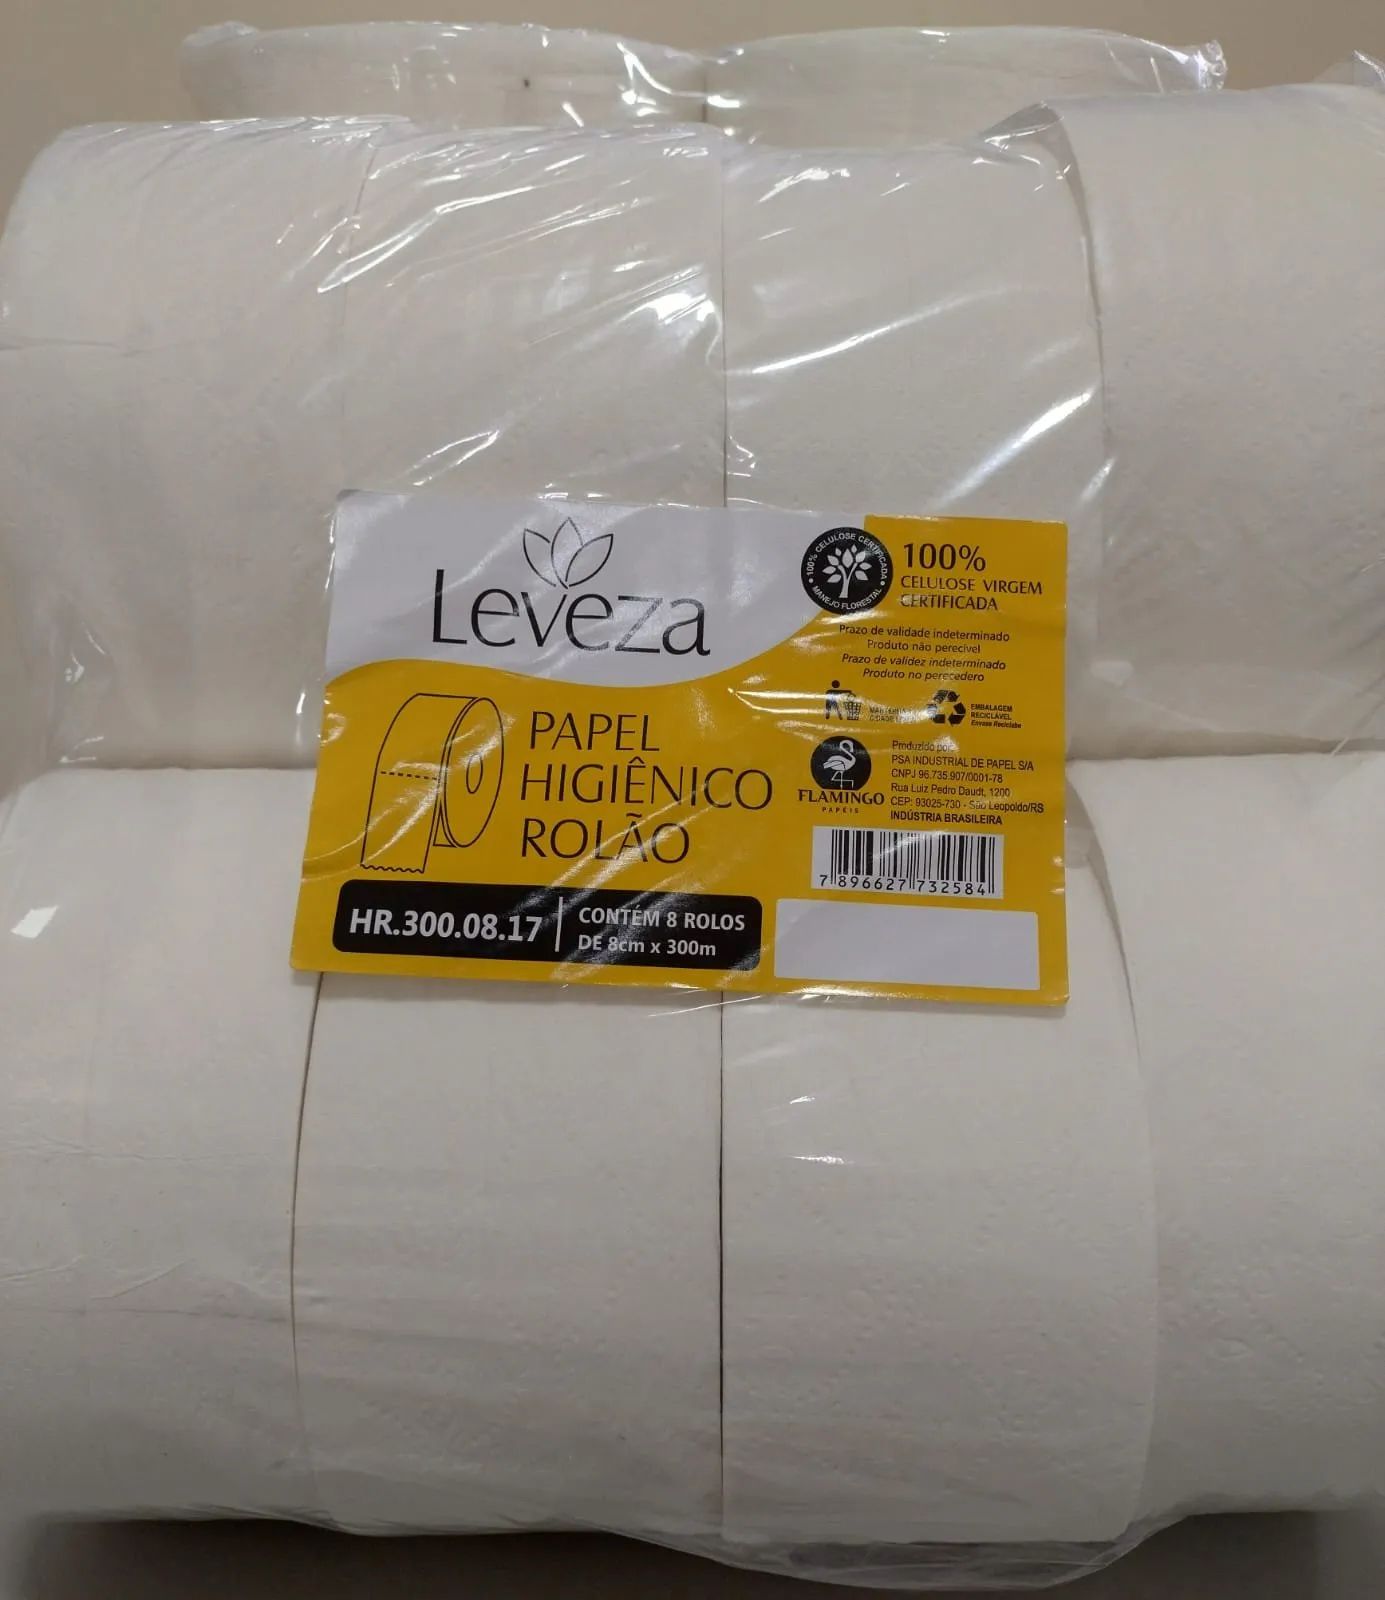 Leveza
PAPEL
HIGIÊNICO
ROLÃO
HR.300.08.17
CONTÉM 8 ROLOS
DE 8cm x 300m
100% CELULOSE CERTIFICADA
MANEJO FLORESTAL
100%
CELULOSE VIRGEM
CERTIFICADA
Prazo de validade indeterminado
Produto não perecível
Prazo de validez indeterminado
Produto no perecedero
EMBALAGEM
RECICLÁVEL
Envase Reciclable
FLAMINGO
PAPÉIS
Produzido por:
PSA INDUSTRIAL DE PAPEL S/A
CNPJ 96.735.907/0001-78
Rua Luiz Pedro Daudt, 1200
CEP: 93025-730 - São Leopoldo/RS
INDÚSTRIA BRASILEIRA
7 896627 732584